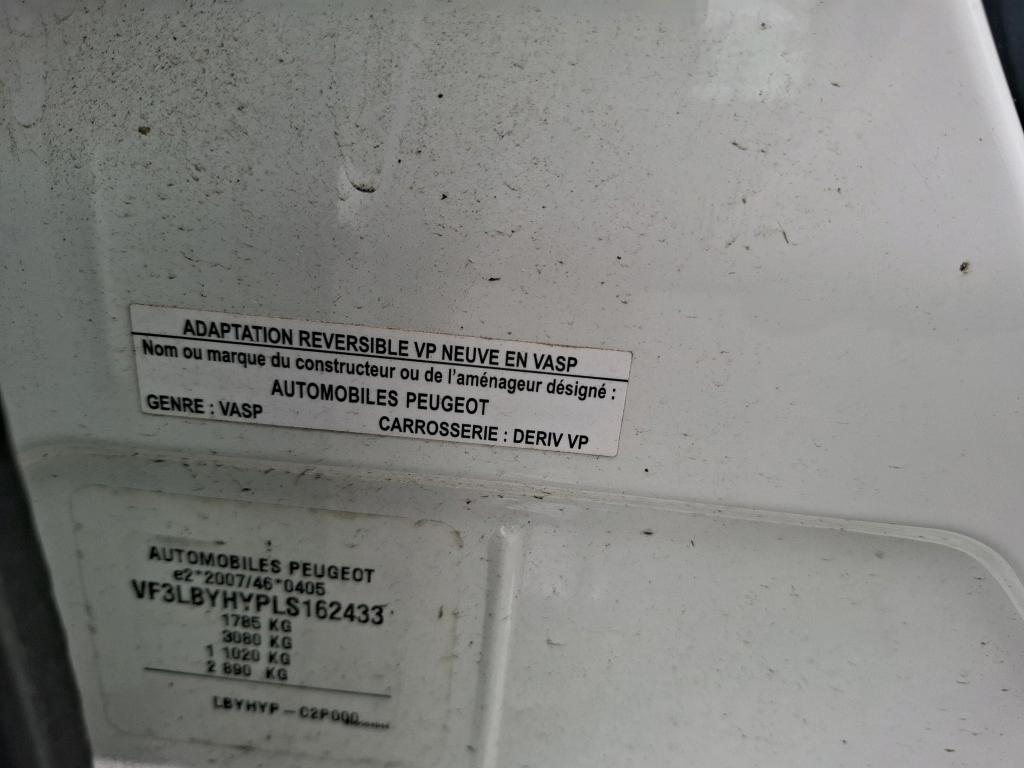 ADAPTATION REVERSIBLE VP NEUVE EN VASP
Nom ou marque du constructeur ou de l'aménageur désigné :
AUTOMOBILES PEUGEOT
GENRE : VASP CARROSSERIE : DERIV VP
AUTOMOBILES PEUGEOT
e2*2007/46*0405
VF3LBYHYPLS162433
1785 KG
3080 KG
1 1020 KG
2 890 KG
LBYHYP-C2P000